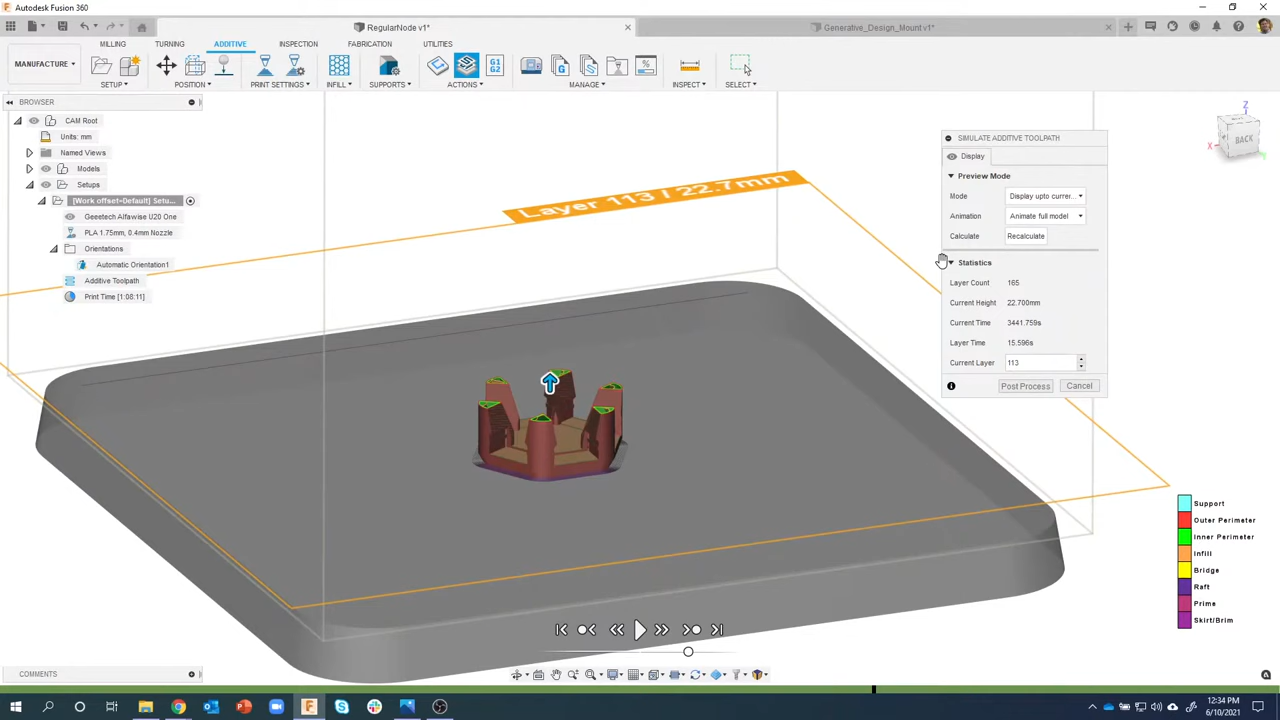 Autodesk Fusion 360
RegularNode v1*
Generative_Design_Mount v1*
MILLING
TURNING
ADDITIVE
INSPECTION
FABRICATION
UTILITIES
MANUFACTURE
SETUP
POSITION
PRINT SETTINGS
INFILL
SUPPORTS
G1
G2
ACTIONS
MANAGE
INSPECT
SELECT
BROWSER
CAM Root
Units: mm
Named Views
Models
Setups
[Work offset=Default] Setu...
Geeetech Alfawise U20 One
PLA 1.75mm, 0.4mm Nozzle
Orientations
Automatic Orientation1
Additive Toolpath
Print Time [1:08:11]
Layer 113 / 22.7mm
Z
X
BACK
SIMULATE ADDITIVE TOOLPATH
Display
Preview Mode
Mode Display upto curren...
Animation Animate full model
Calculate Recalculate
Statistics
Layer Count 165
Current Height 22.700mm
Current Time 3441.759s
Layer Time 15.596s
Current Layer 113
Post Process Cancel
Support
Outer Perimeter
Inner Perimeter
Infill
Bridge
Raft
Prime
Skirt/Brim
COMMENTS
12:34 PM
6/10/2021